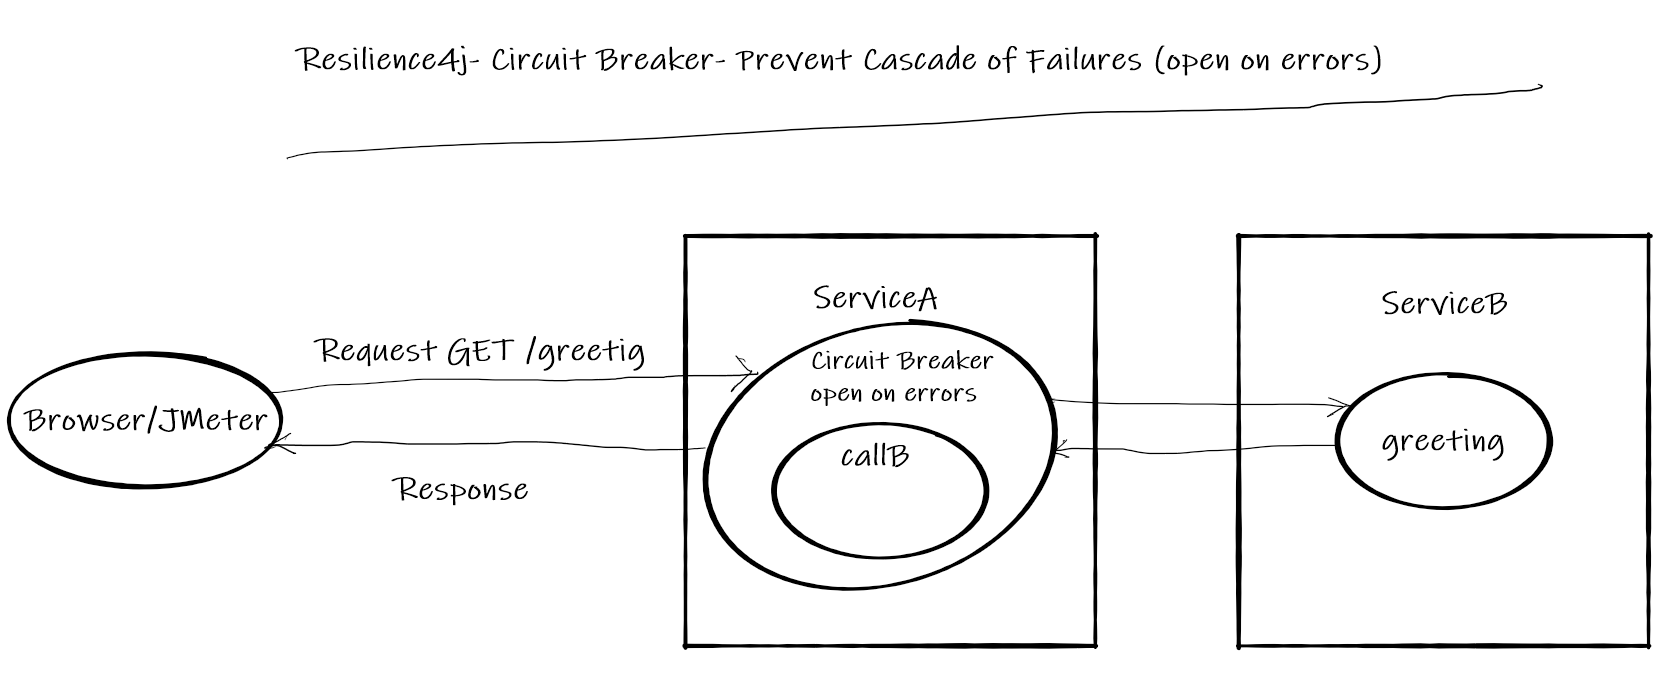 Resilience4j- Circuit Breaker- Prevent Cascade of Failures (open on errors)
ServiceA
ServiceB
Request GET /greetig
Circuit Breaker
open on errors
Browser/JMeter
greeting
callB
Response